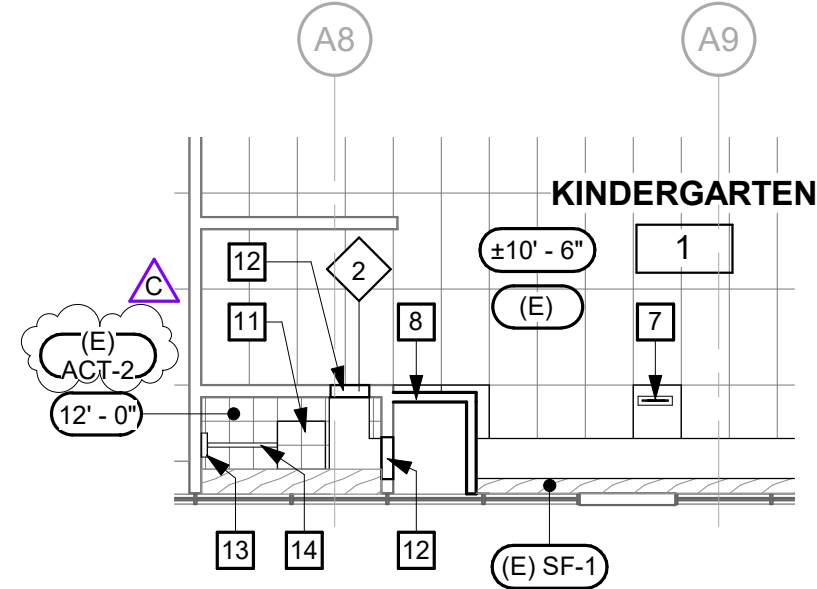 A8
A9
KINDERGARTEN
1
±10' - 6"
(E)
12
2
C
11
8
7
(E)
ACT-2
12' - 0"
13
14
12
(E) SF-1